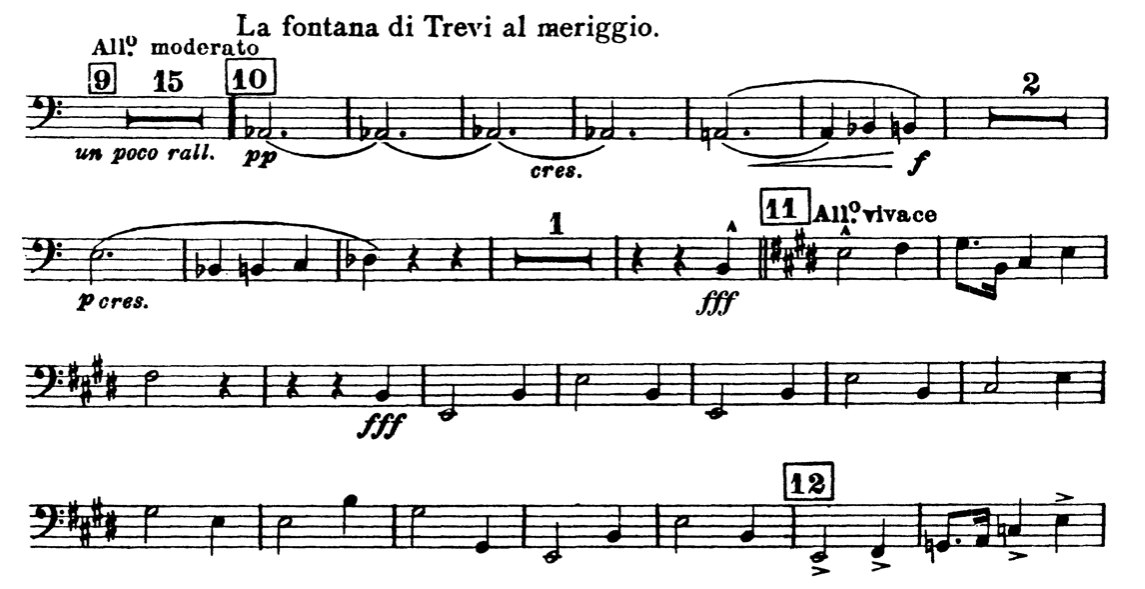 La fontana di Trevi al meriggio.
All.º moderato
9 15 10
2
un poco rall. pp cres. f
11 All.º vivace
1
p cres. fff
fff
12